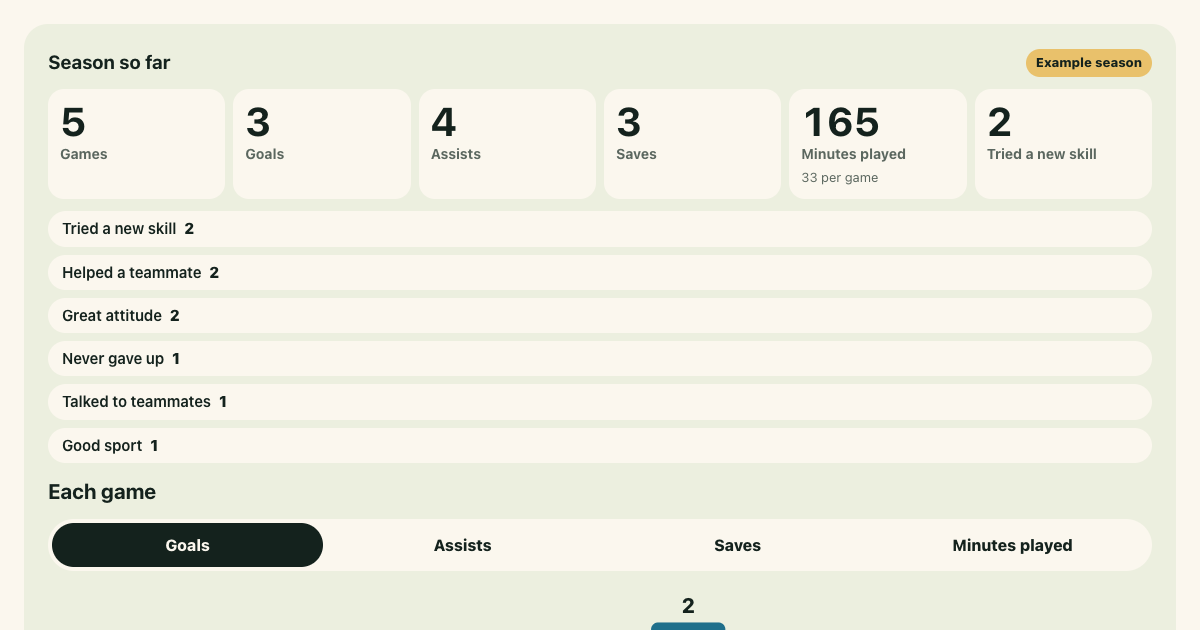 Season so far
Example season
5
Games
3
Goals
4
Assists
3
Saves
165
Minutes played
33 per game
2
Tried a new skill
Tried a new skill 2
Helped a teammate 2
Great attitude 2
Never gave up 1
Talked to teammates 1
Good sport 1
Each game
Goals
Assists
Saves
Minutes played
2